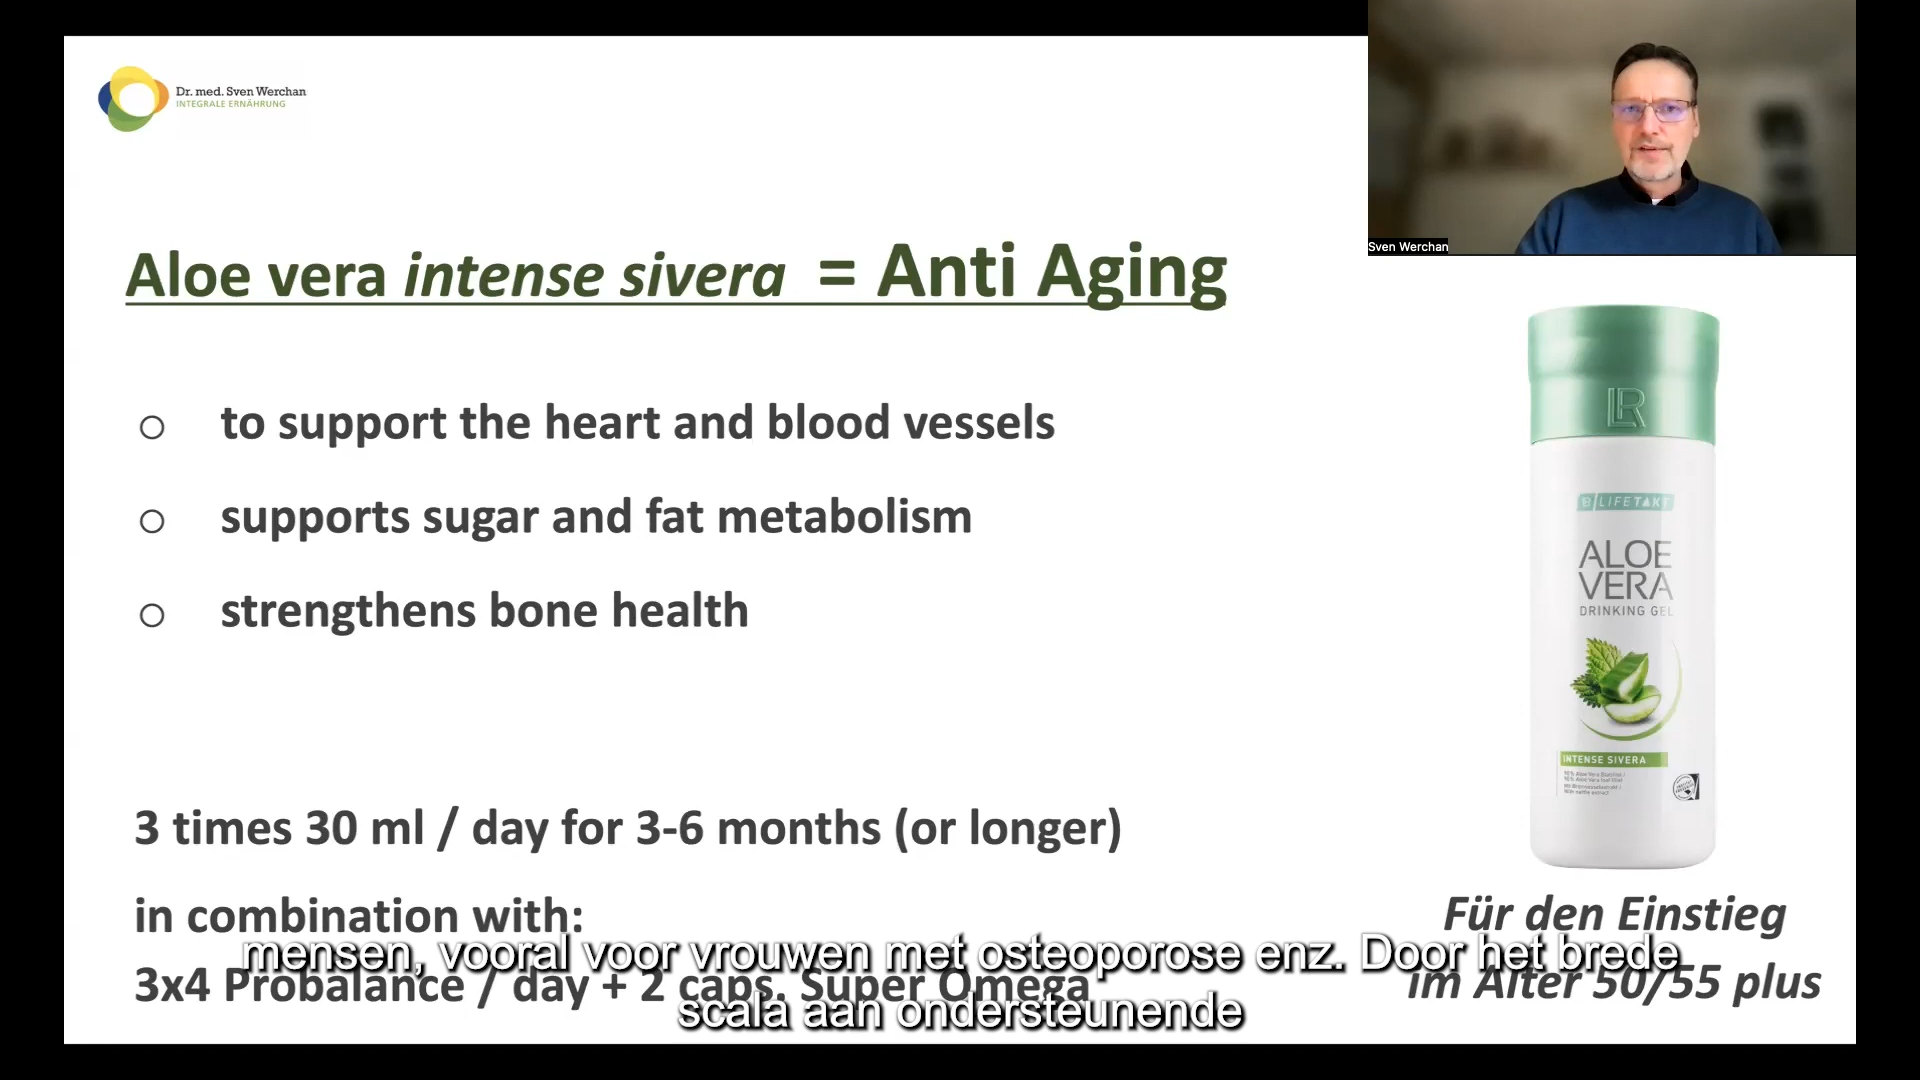 Dr. med. Sven Werchan
INTEGRALE ERNÄHRUNG
Sven Werchan
Aloe vera intense sivera = Anti Aging
o to support the heart and blood vessels
o supports sugar and fat metabolism
o strengthens bone health
3 times 30 ml / day for 3-6 months (or longer)
in combination with:
3x4 Probalance / day + 2 caps. Super Omega
LR
LR LIFETAKT
ALOE
VERA
DRINKING GEL
INTENSE SIVERA
Für den Einstieg
im Alter 50/55 plus
mensen, vooral voor vrouwen met osteoporose enz. Door het brede
scala aan ondersteunende